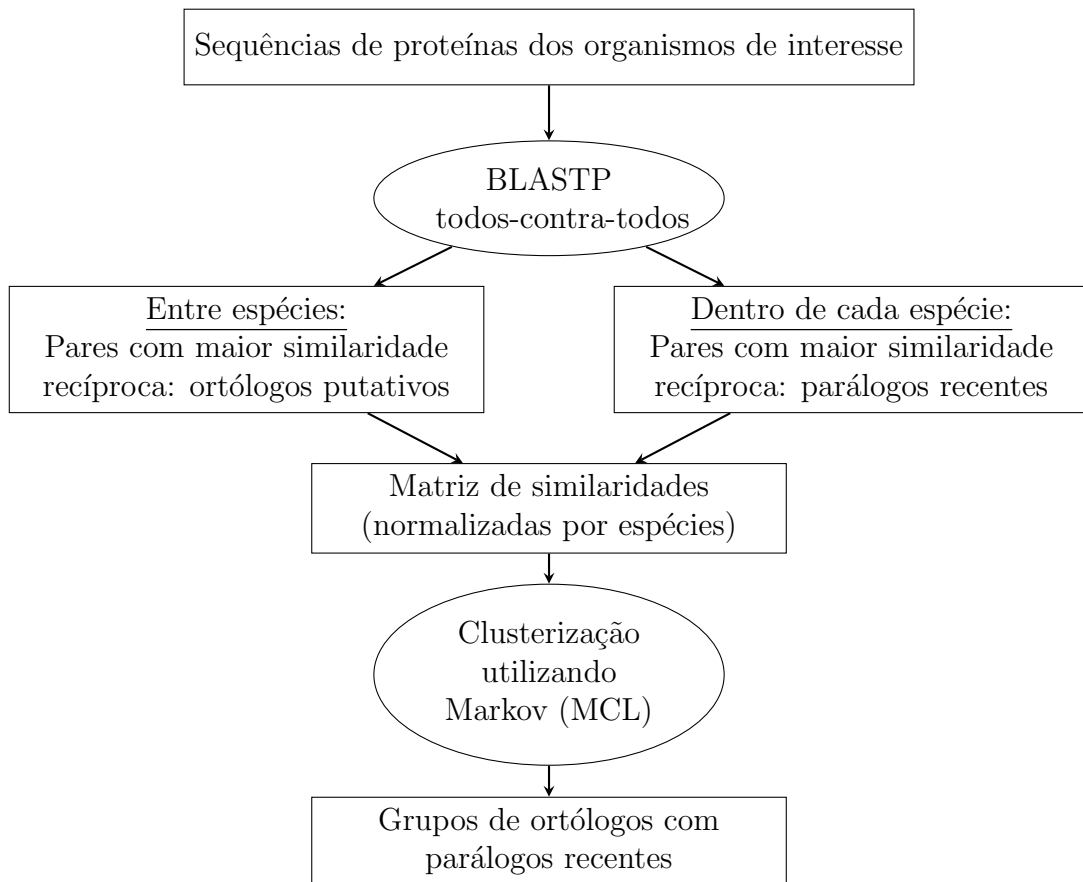 Sequências de proteínas dos organismos de interesse
BLASTP
todos-contra-todos
Entre espécies:
Pares com maior similaridade
recíproca: ortólogos putativos
Dentro de cada espécie:
Pares com maior similaridade
recíproca: parálogos recentes
Matriz de similaridades
(normalizadas por espécies)
Clusterização
utilizando
Markov (MCL)
Grupos de ortólogos com
parálogos recentes